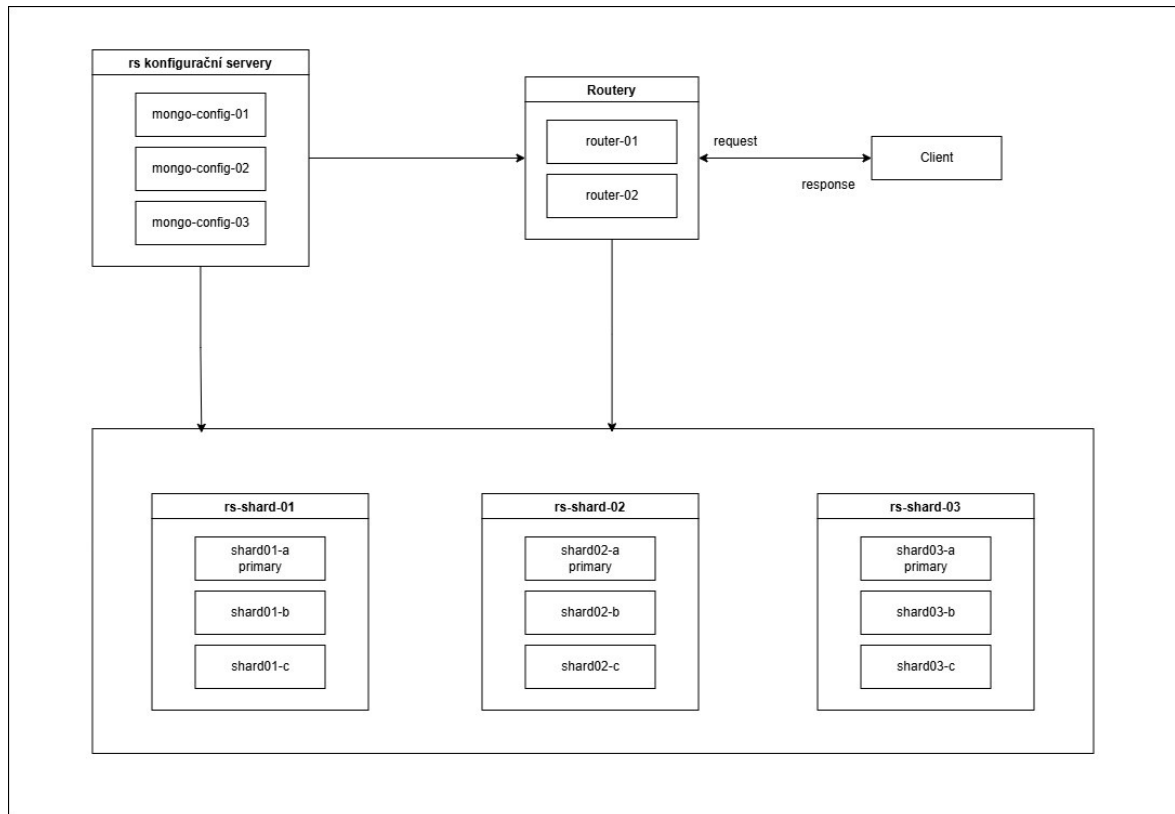 rs konfigurační servery
mongo-config-01
mongo-config-02
mongo-config-03
Routery
router-01
router-02
request
response
Client
rs-shard-01
shard01-a
primary
shard01-b
shard01-c
rs-shard-02
shard02-a
primary
shard02-b
shard02-c
rs-shard-03
shard03-a
primary
shard03-b
shard03-c